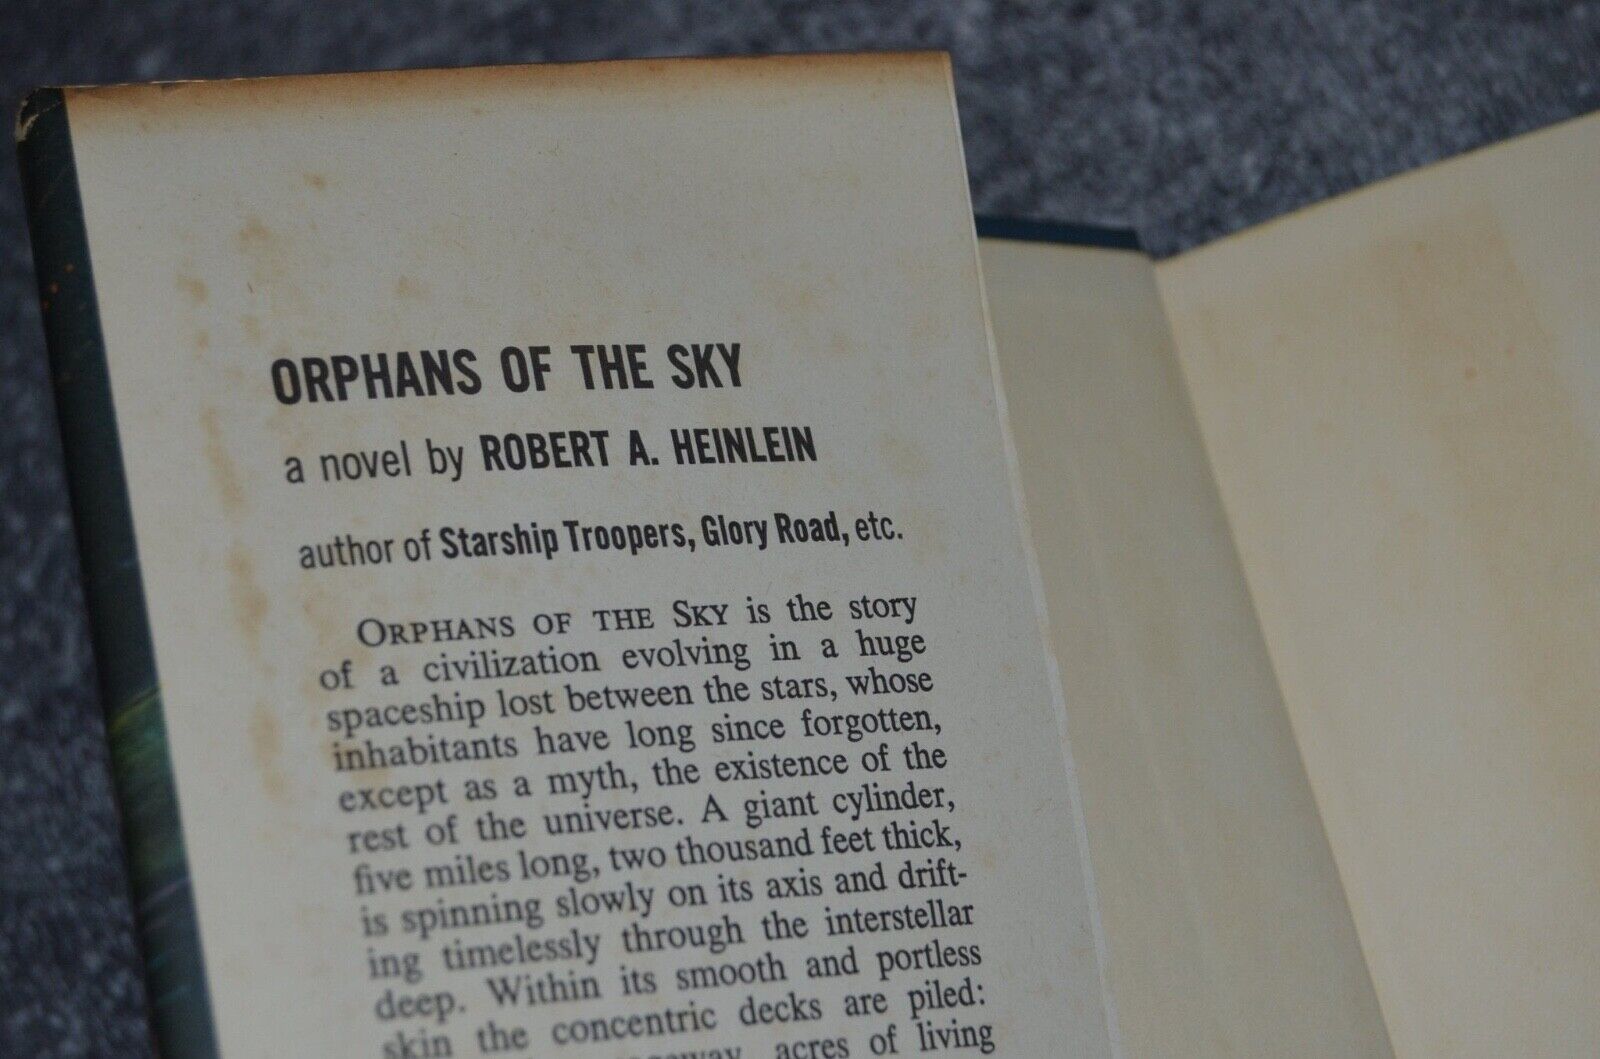 ORPHANS OF THE SKY
a novel by ROBERT A. HEINLEIN
author of Starship Troopers, Glory Road, etc.
ORPHANS OF THE SKY is the story
of a civilization evolving in a huge
spaceship lost between the stars, whose
inhabitants have long since forgotten,
except as a myth, the existence of the
rest of the universe. A giant cylinder,
five miles long, two thousand feet thick,
is spinning slowly on its axis and drift-
ing timelessly through the interstellar
deep. Within its smooth and portless
skin the concentric decks are piled:
acres of living